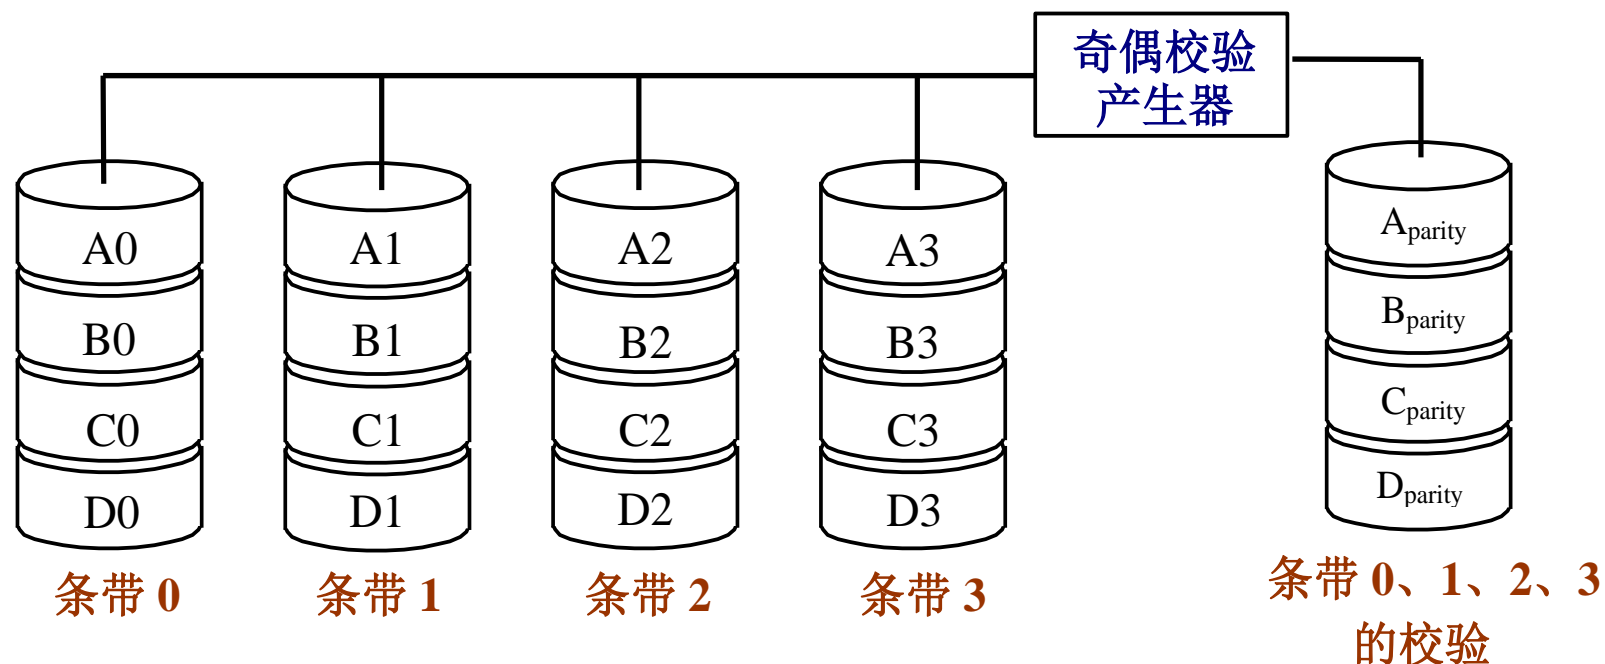 奇偶校验
产生器
A0 A1 A2 A3 Aparity
B0 B1 B2 B3 Bparity
C0 C1 C2 C3 Cparity
D0 D1 D2 D3 Dparity
条带 0 条带 1 条带 2 条带 3 条带 0、1、2、3
的校验